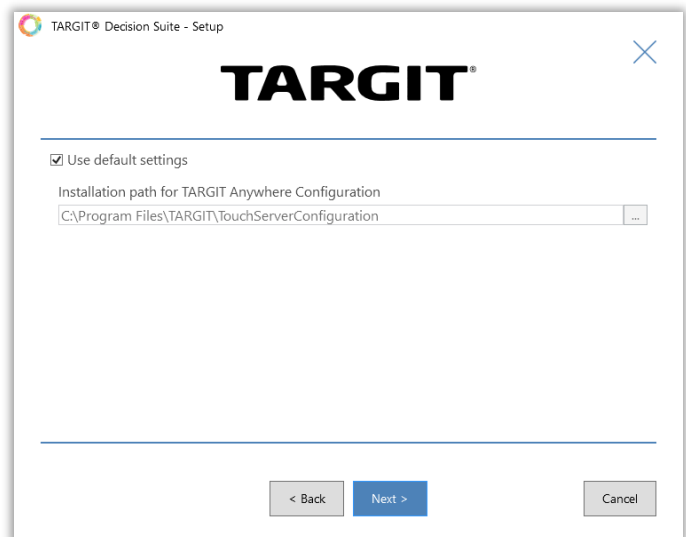 TARGIT® Decision Suite - Setup
TARGIT®
Use default settings
Installation path for TARGIT Anywhere Configuration
C:\Program Files\TARGIT\TouchServerConfiguration
...
< Back
Next >
Cancel